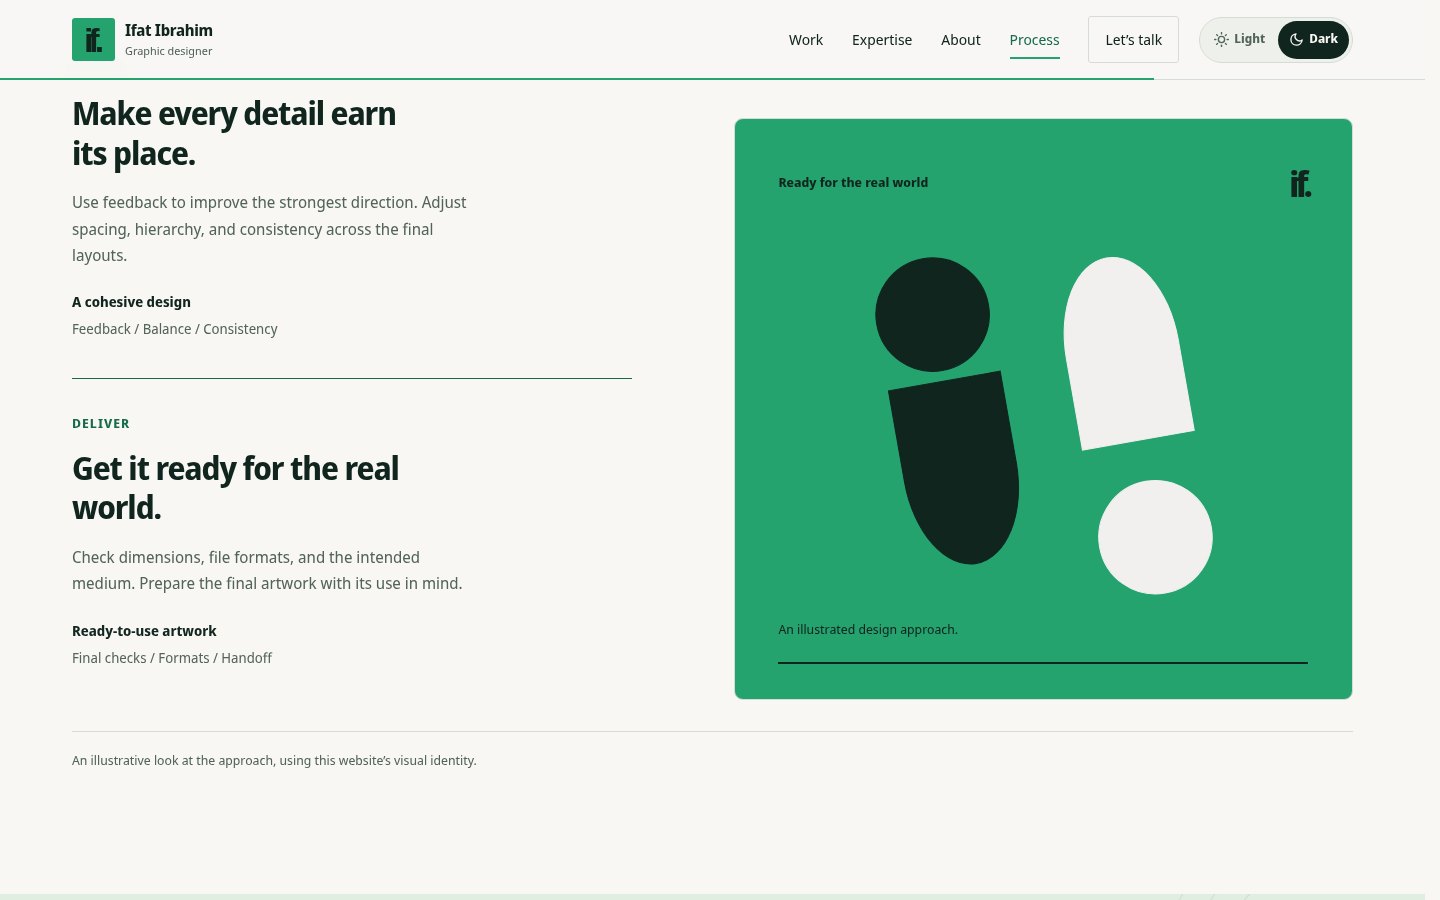 if.
Ifat Ibrahim
Graphic designer
Work
Expertise
About
Process
Let’s talk
Light
Dark
Make every detail earn
its place.
Use feedback to improve the strongest direction. Adjust
spacing, hierarchy, and consistency across the final
layouts.
A cohesive design
Feedback / Balance / Consistency
DELIVER
Get it ready for the real
world.
Check dimensions, file formats, and the intended
medium. Prepare the final artwork with its use in mind.
Ready-to-use artwork
Final checks / Formats / Handoff
Ready for the real world
if.
An illustrated design approach.
An illustrative look at the approach, using this website’s visual identity.